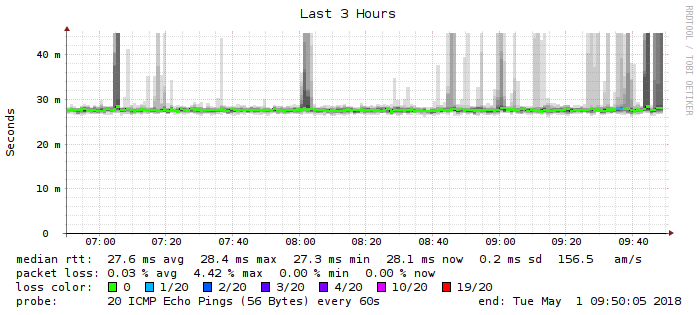 Last 3 Hours
RRDTOOL / TOBI OETIKER
Seconds
40 m
30 m
20 m
10 m
0
07:00 07:20 07:40 08:00 08:20 08:40 09:00 09:20 09:40
median rtt: 27.6 ms avg 28.4 ms max 27.3 ms min 28.1 ms now 0.2 ms sd 156.5 am/s
packet loss: 0.03 % avg 4.42 % max 0.00 % min 0.00 % now
loss color: 0 1/20 2/20 3/20 4/20 10/20 19/20
probe: 20 ICMP Echo Pings (56 Bytes) every 60s end: Tue May 1 09:50:05 2018